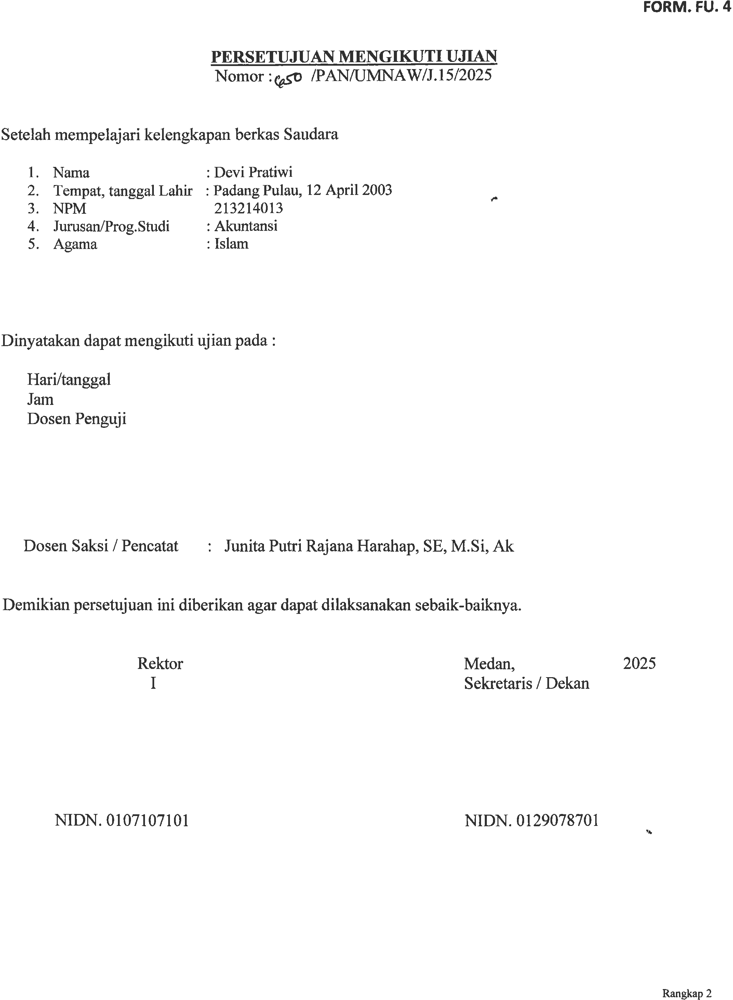 FORM. FU. 4
PERSETUJUAN MENGIKUTI UJIAN
Nomor : 650 /PAN/UMNAW/J.15/2025
Setelah mempelajari kelengkapan berkas Saudara
1. Nama : Devi Pratiwi
2. Tempat, tanggal Lahir : Padang Pulau, 12 April 2003
3. NPM 213214013
4. Jurusan/Prog.Studi : Akuntansi
5. Agama : Islam
Dinyatakan dapat mengikuti ujian pada :
Hari/tanggal
Jam
Dosen Penguji
Dosen Saksi / Pencatat : Junita Putri Rajana Harahap, SE, M.Si, Ak
Demikian persetujuan ini diberikan agar dapat dilaksanakan sebaik-baiknya.
Rektor Medan, 2025
I Sekretaris / Dekan
NIDN. 0107107101 NIDN. 0129078701
Rangkap 2